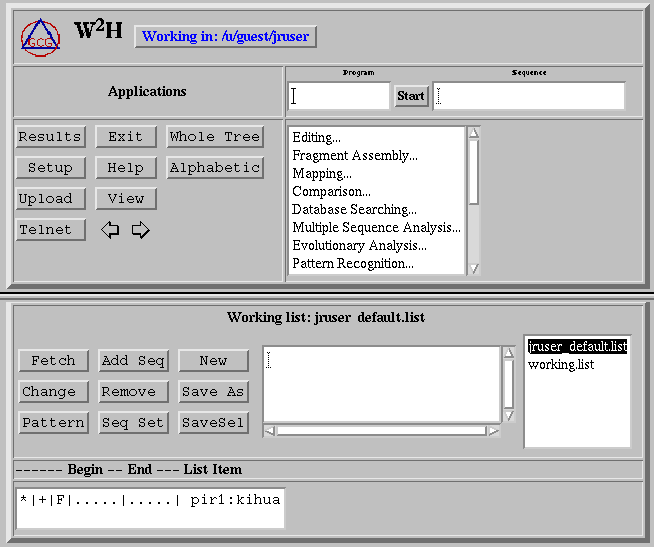 GCG
W2H
Working in: /u/guest/jruser
Applications
Program
Sequence
Start
Results
Exit
Whole Tree
Setup
Help
Alphabetic
Upload
View
Telnet
Editing...
Fragment Assembly...
Mapping...
Comparison...
Database Searching...
Multiple Sequence Analysis...
Evolutionary Analysis...
Pattern Recognition...
Working list: jruser_default.list
Fetch
Add Seq
New
Change
Remove
Save As
Pattern
Seq Set
SaveSel
jruser_default.list
working.list
------ Begin -- End --- List Item
*|+|F|.....|.....| pir1:kihua